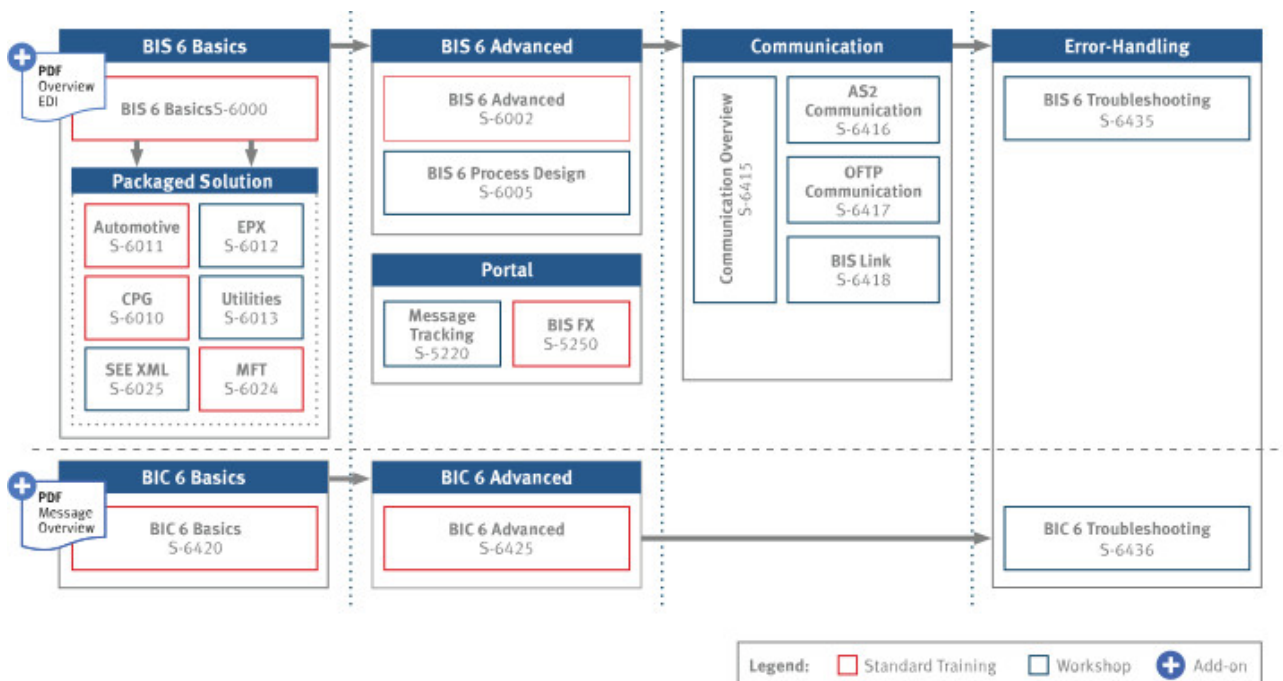 BIS 6 Basics
PDF
Overview
EDI
BIS 6 BasicsS-6000
Packaged Solution
Automotive
S-6011
EPX
S-6012
CPG
S-6010
Utilities
S-6013
SEE XML
S-6025
MFT
S-6024
BIS 6 Advanced
BIS 6 Advanced
S-6002
BIS 6 Process Design
S-6005
Portal
Message
Tracking
S-5220
BIS FX
S-5250
Communication
Communication Overview
S-6415
AS2
Communication
S-6416
OFTP
Communication
S-6417
BIS Link
S-6418
Error-Handling
BIS 6 Troubleshooting
S-6435
BIC 6 Basics
PDF
Message
Overview
BIC 6 Basics
S-6420
BIC 6 Advanced
BIC 6 Advanced
S-6425
BIC 6 Troubleshooting
S-6436
Legend: Standard Training Workshop Add-on